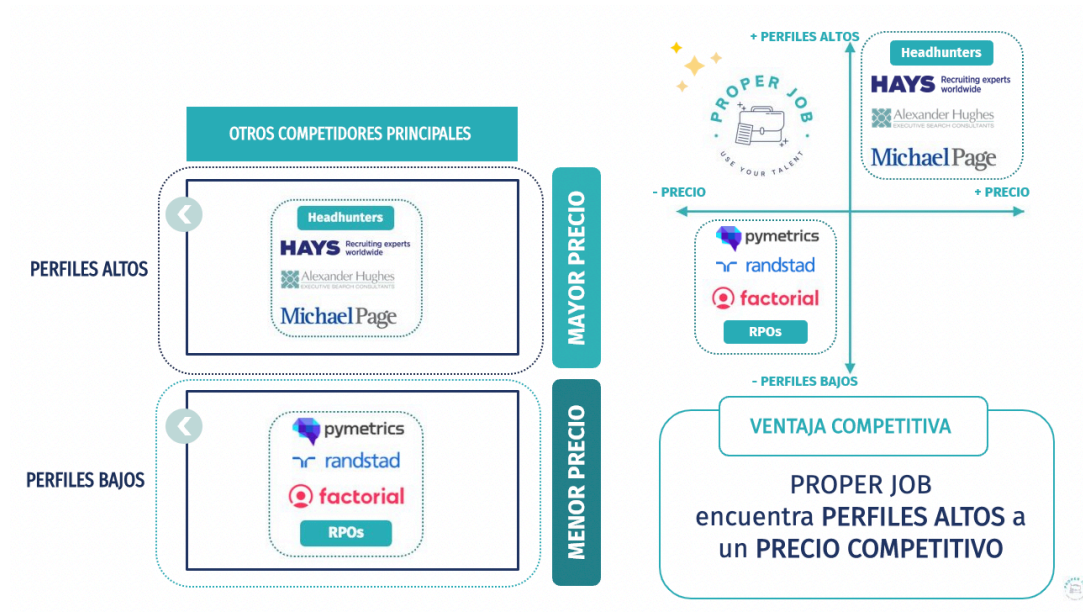 OTROS COMPETIDORES PRINCIPALES
PERFILES ALTOS
Headhunters
HAYS Recruiting experts
worldwide
Alexander Hughes
EXECUTIVE SEARCH CONSULTANTS
Michael Page
MAYOR PRECIO
PERFILES BAJOS
pymetrics
randstad
factorial
RPOs
MENOR PRECIO
+ PERFILES ALTOS
PROPER JOB
USE YOUR TALENT
Headhunters
HAYS Recruiting experts
worldwide
Alexander Hughes
EXECUTIVE SEARCH CONSULTANTS
Michael Page
- PRECIO
+ PRECIO
pymetrics
randstad
factorial
RPOs
- PERFILES BAJOS
VENTAJA COMPETITIVA
PROPER JOB
encuentra PERFILES ALTOS a
un PRECIO COMPETITIVO